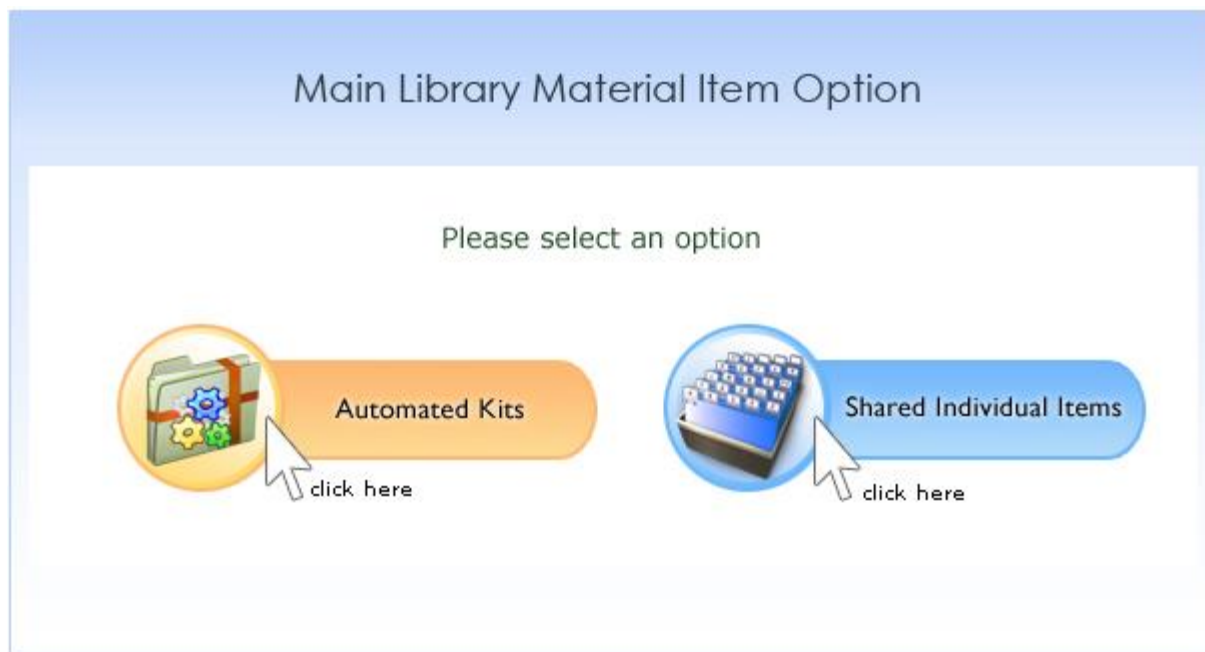 Main Library Material Item Option
Please select an option
Automated Kits
Shared Individual Items
click here
click here